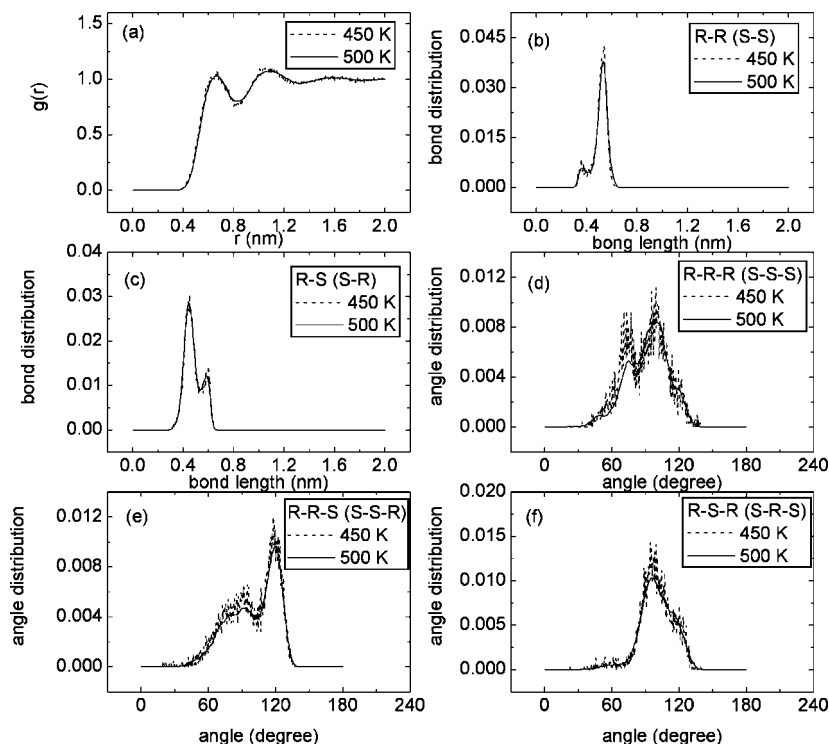 (a)
450 K
500 K
1.5
1.0
0.5
0.0
g(r)
0.0 0.4 0.8 1.2 1.6 2.0
r (nm)
(b)
R-R (S-S)
450 K
500 K
0.045
0.030
0.015
0.000
bond distribution
0.0 0.4 0.8 1.2 1.6 2.0
bong length (nm)
(c)
R-S (S-R)
450 K
500 K
0.04
0.03
0.02
0.01
0.00
bond distribution
0.0 0.4 0.8 1.2 1.6 2.0
bond length (nm)
(d)
R-R-R (S-S-S)
450 K
500 K
0.012
0.008
0.004
0.000
angle distribution
0 60 120 180 240
angle (degree)
(e)
R-R-S (S-S-R)
450 K
500 K
0.012
0.008
0.004
0.000
angle distribution
0 60 120 180 240
angle (degree)
(f)
R-S-R (S-R-S)
450 K
500 K
0.020
0.015
0.010
0.005
0.000
angle distribution
0 60 120 180 240
angle (degree)